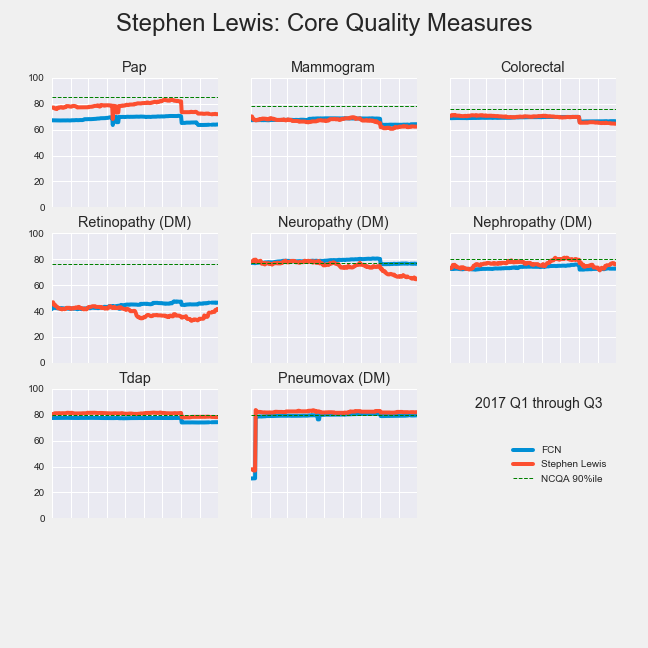 Stephen Lewis: Core Quality Measures
Pap
Mammogram
Colorectal
100
80
60
40
20
0
Retinopathy (DM)
Neuropathy (DM)
Nephropathy (DM)
100
80
60
40
20
0
Tdap
Pneumovax (DM)
100
80
60
40
20
0
2017 Q1 through Q3
FCN
Stephen Lewis
NCQA 90%ile